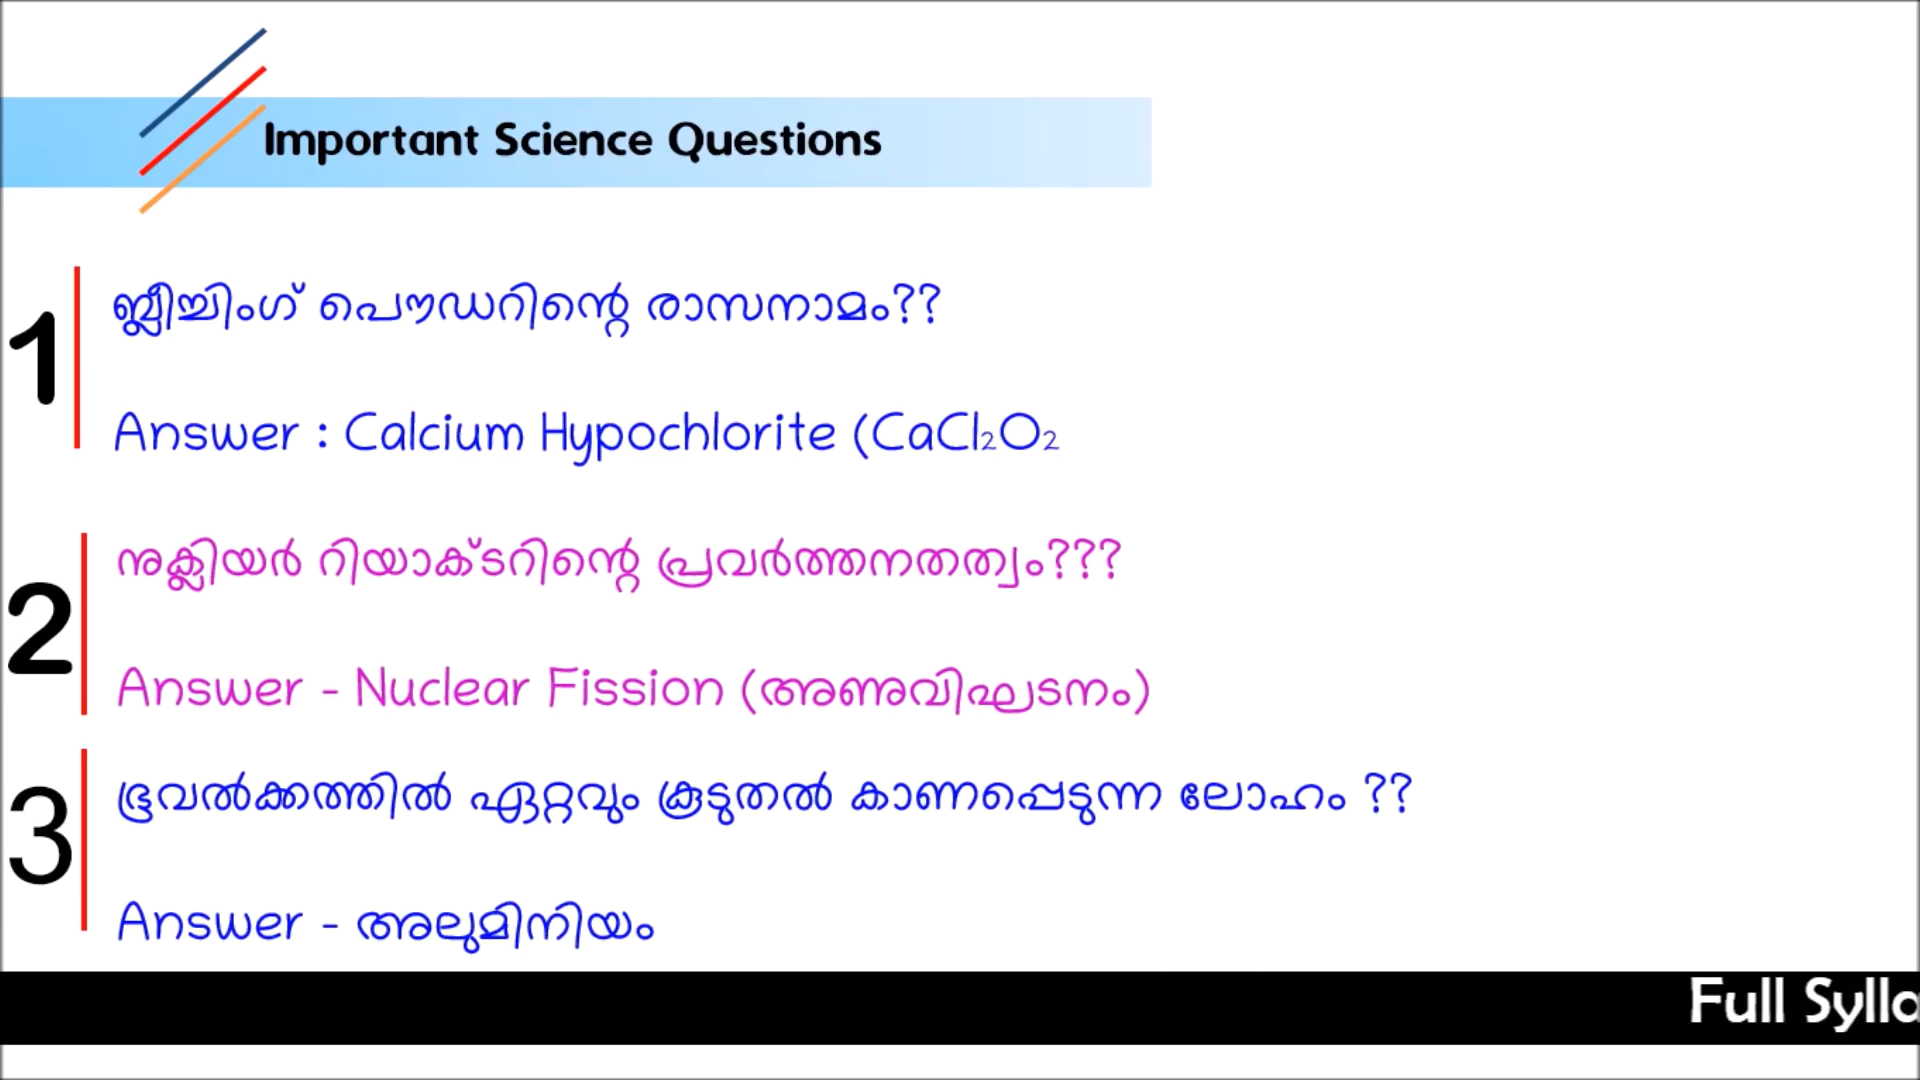 Important Science Questions
1
ബ്ലീച്ചിംഗ് പൌഡറിന്റെ രാസനാമം??
Answer : Calcium Hypochlorite (CaCl₂O₂
2
നുക്ലിയർ റിയാക്ടറിന്റെ പ്രവർത്തനതത്വം???
Answer - Nuclear Fission (അണുവിഘടനം)
3
ഭൂവൽക്കത്തിൽ ഏറ്റവും കൂടുതൽ കാണപ്പെടുന്ന ലോഹം ??
Answer - അലുമിനിയം
Full Sylla